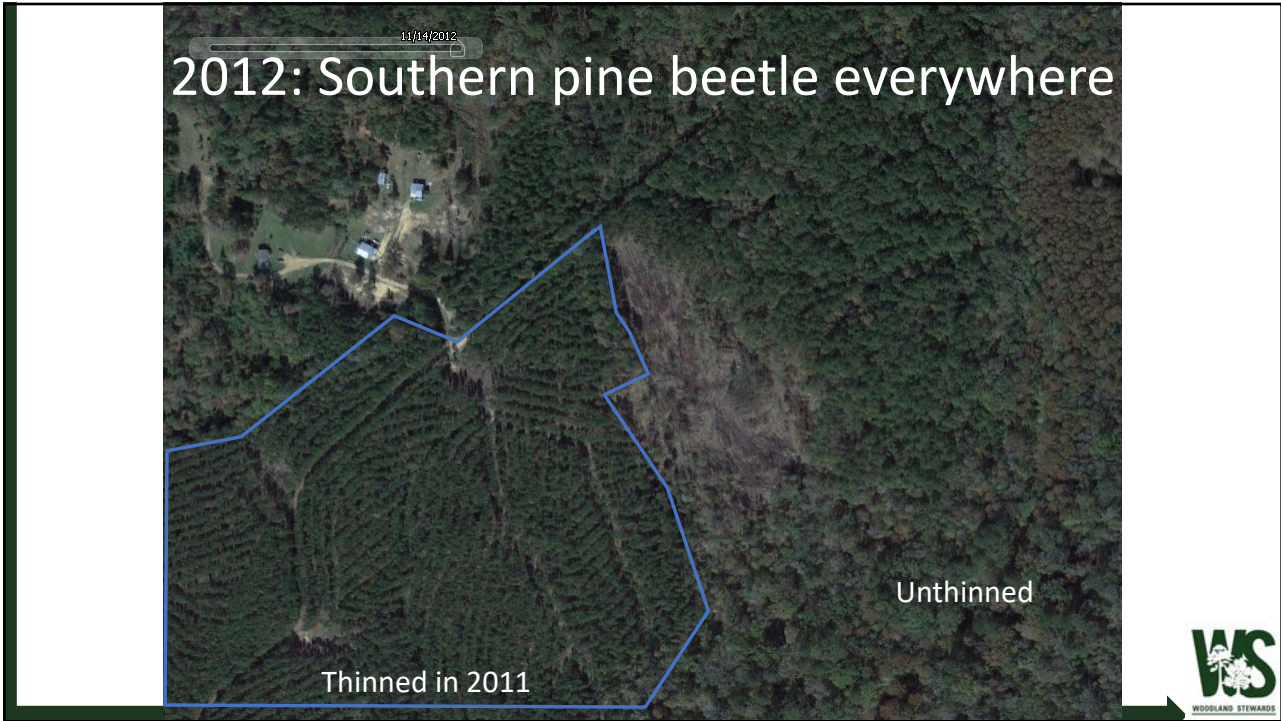 11/14/2012
2012: Southern pine beetle everywhere
Unthinned
Thinned in 2011
WS
WOODLAND STEWARDS